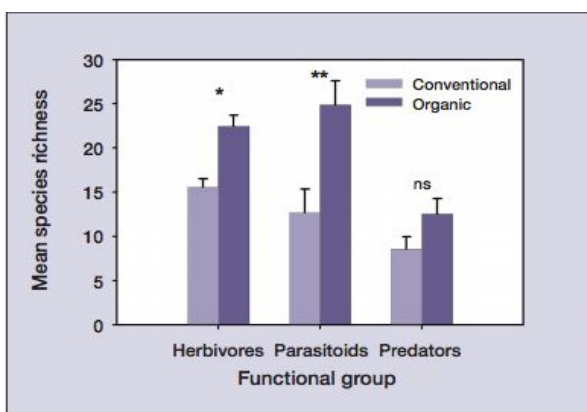 30
25
20
15
10
5
0
Mean species richness
*
**
ns
Conventional
Organic
Herbivores Parasitoids Predators
Functional group